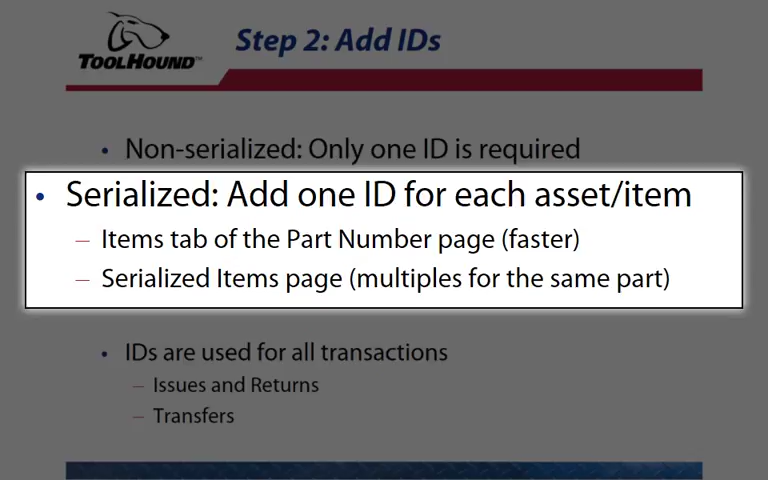 TOOLHOUND™
Step 2: Add IDs
• Non-serialized: Only one ID is required
• Serialized: Add one ID for each asset/item
– Items tab of the Part Number page (faster)
– Serialized Items page (multiples for the same part)
• IDs are used for all transactions
– Issues and Returns
– Transfers